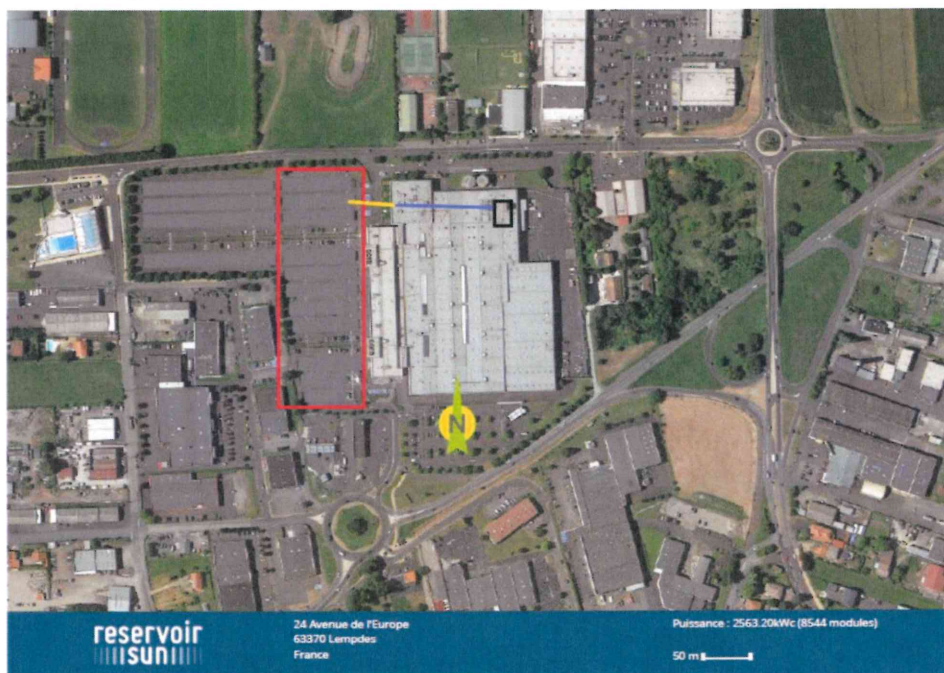 N
reservoir
sun
24 Avenue de l'Europe
63370 Lempdes
France
Puissance : 2563.20kWc (8544 modules)
50 m